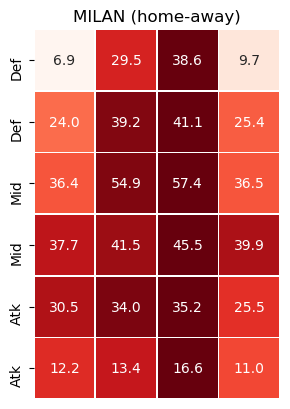 MILAN (home-away)
Def 6.9 29.5 38.6 9.7
Def 24.0 39.2 41.1 25.4
Mid 36.4 54.9 57.4 36.5
Mid 37.7 41.5 45.5 39.9
Atk 30.5 34.0 35.2 25.5
Atk 12.2 13.4 16.6 11.0